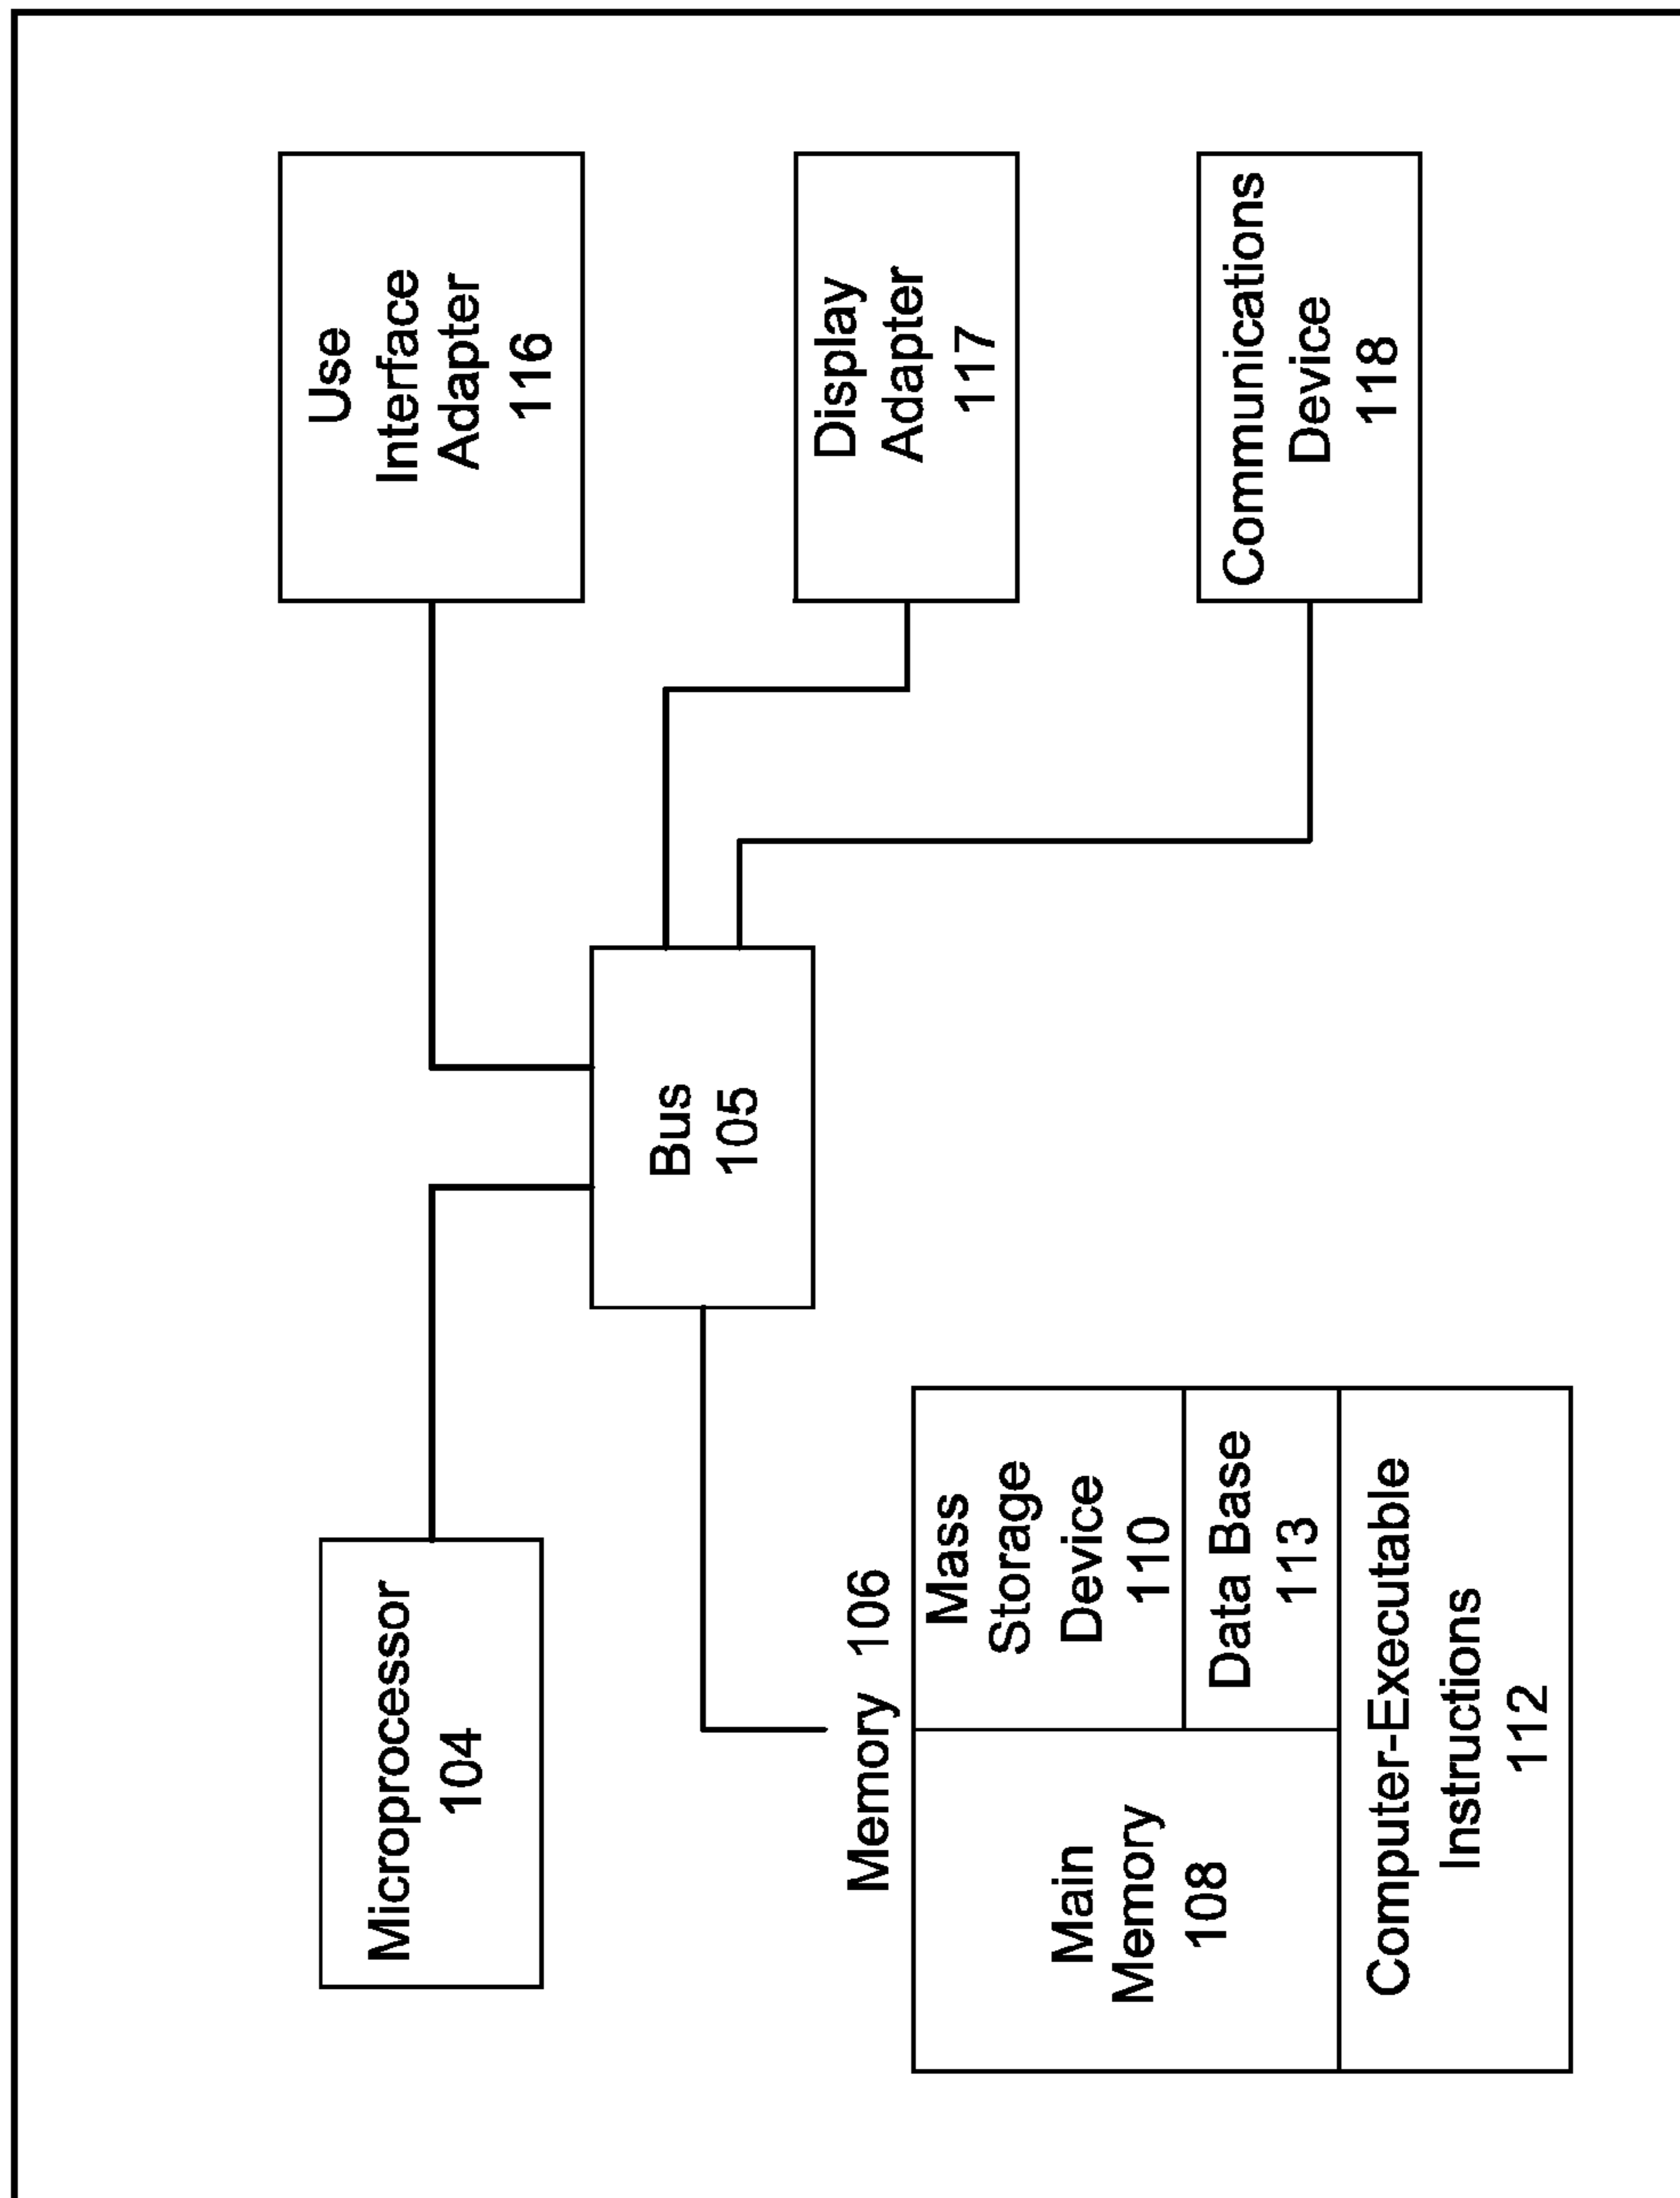 Microprocessor
104
Use
Interface
Adapter
116
Bus
105
Memory 106
Main
Memory
108
Mass
Storage
Device
110
Data Base
113
Computer-Executable
Instructions
112
Display
Adapter
117
Communications
Device
118